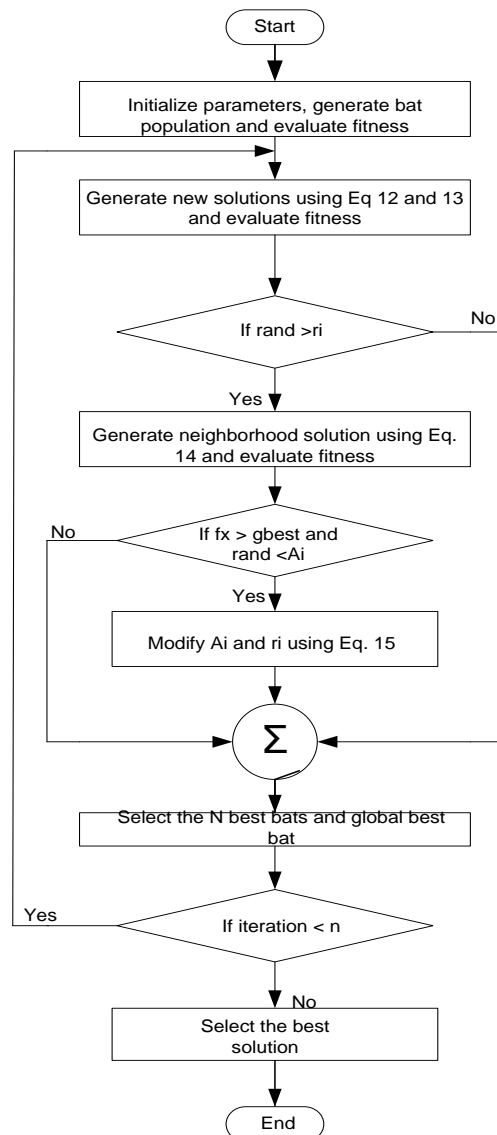 Start
Initialize parameters, generate bat
population and evaluate fitness
Generate new solutions using Eq 12 and 13
and evaluate fitness
If rand >ri
No
Yes
Generate neighborhood solution using Eq.
14 and evaluate fitness
No
If fx > gbest and
rand <Ai
Yes
Modify Ai and ri using Eq. 15
Σ
Select the N best bats and global best
bat
Yes
If iteration < n
No
Select the best
solution
End